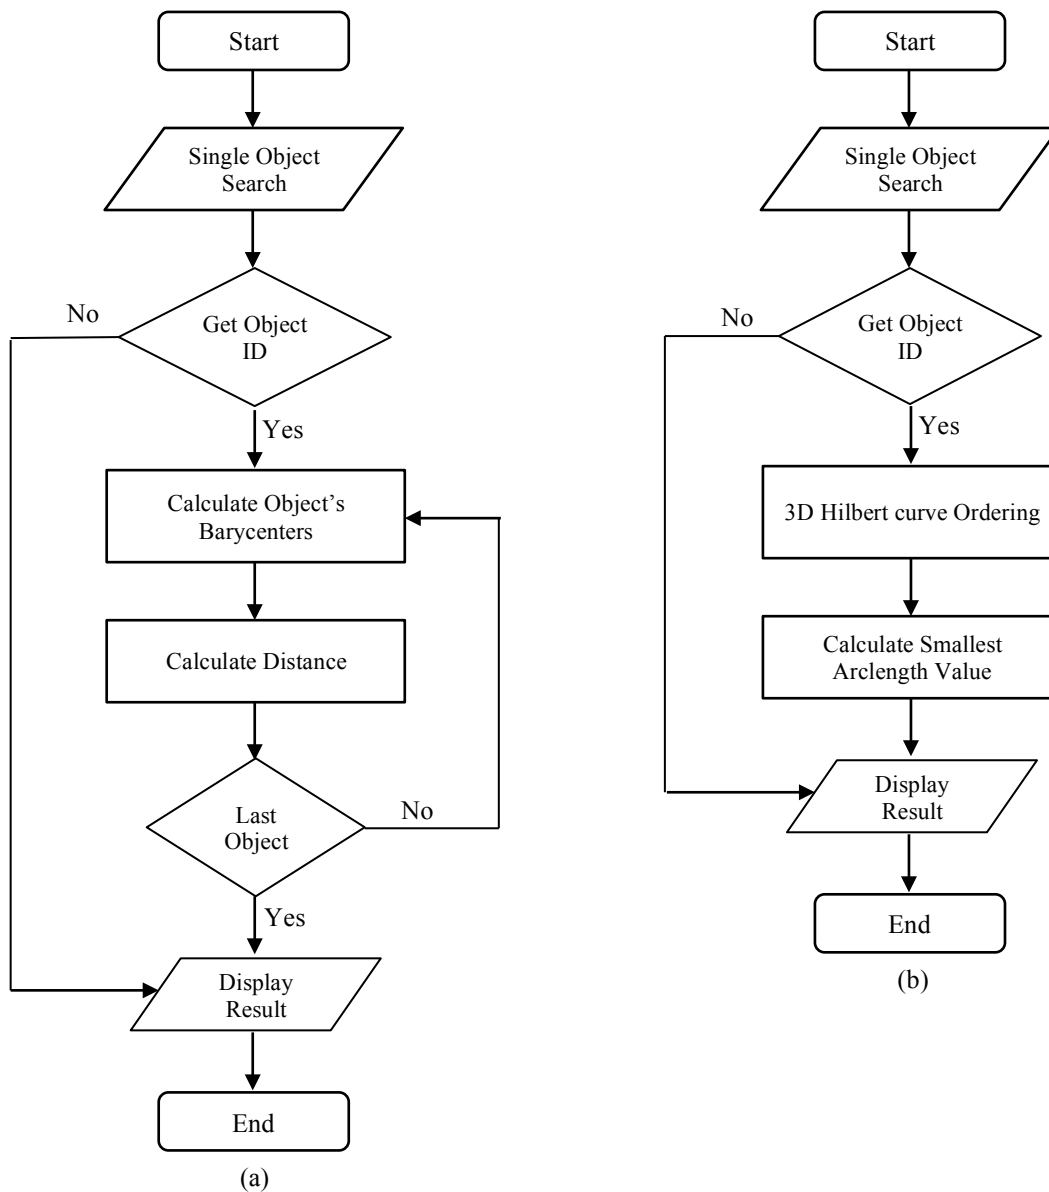 Start
Single Object
Search
No
Get Object
ID
Yes
Calculate Object’s
Barycenters
Calculate Distance
Last
Object
No
Yes
Display
Result
End
(a)
Start
Single Object
Search
No
Get Object
ID
Yes
3D Hilbert curve Ordering
Calculate Smallest
Arclength Value
Display
Result
End
(b)